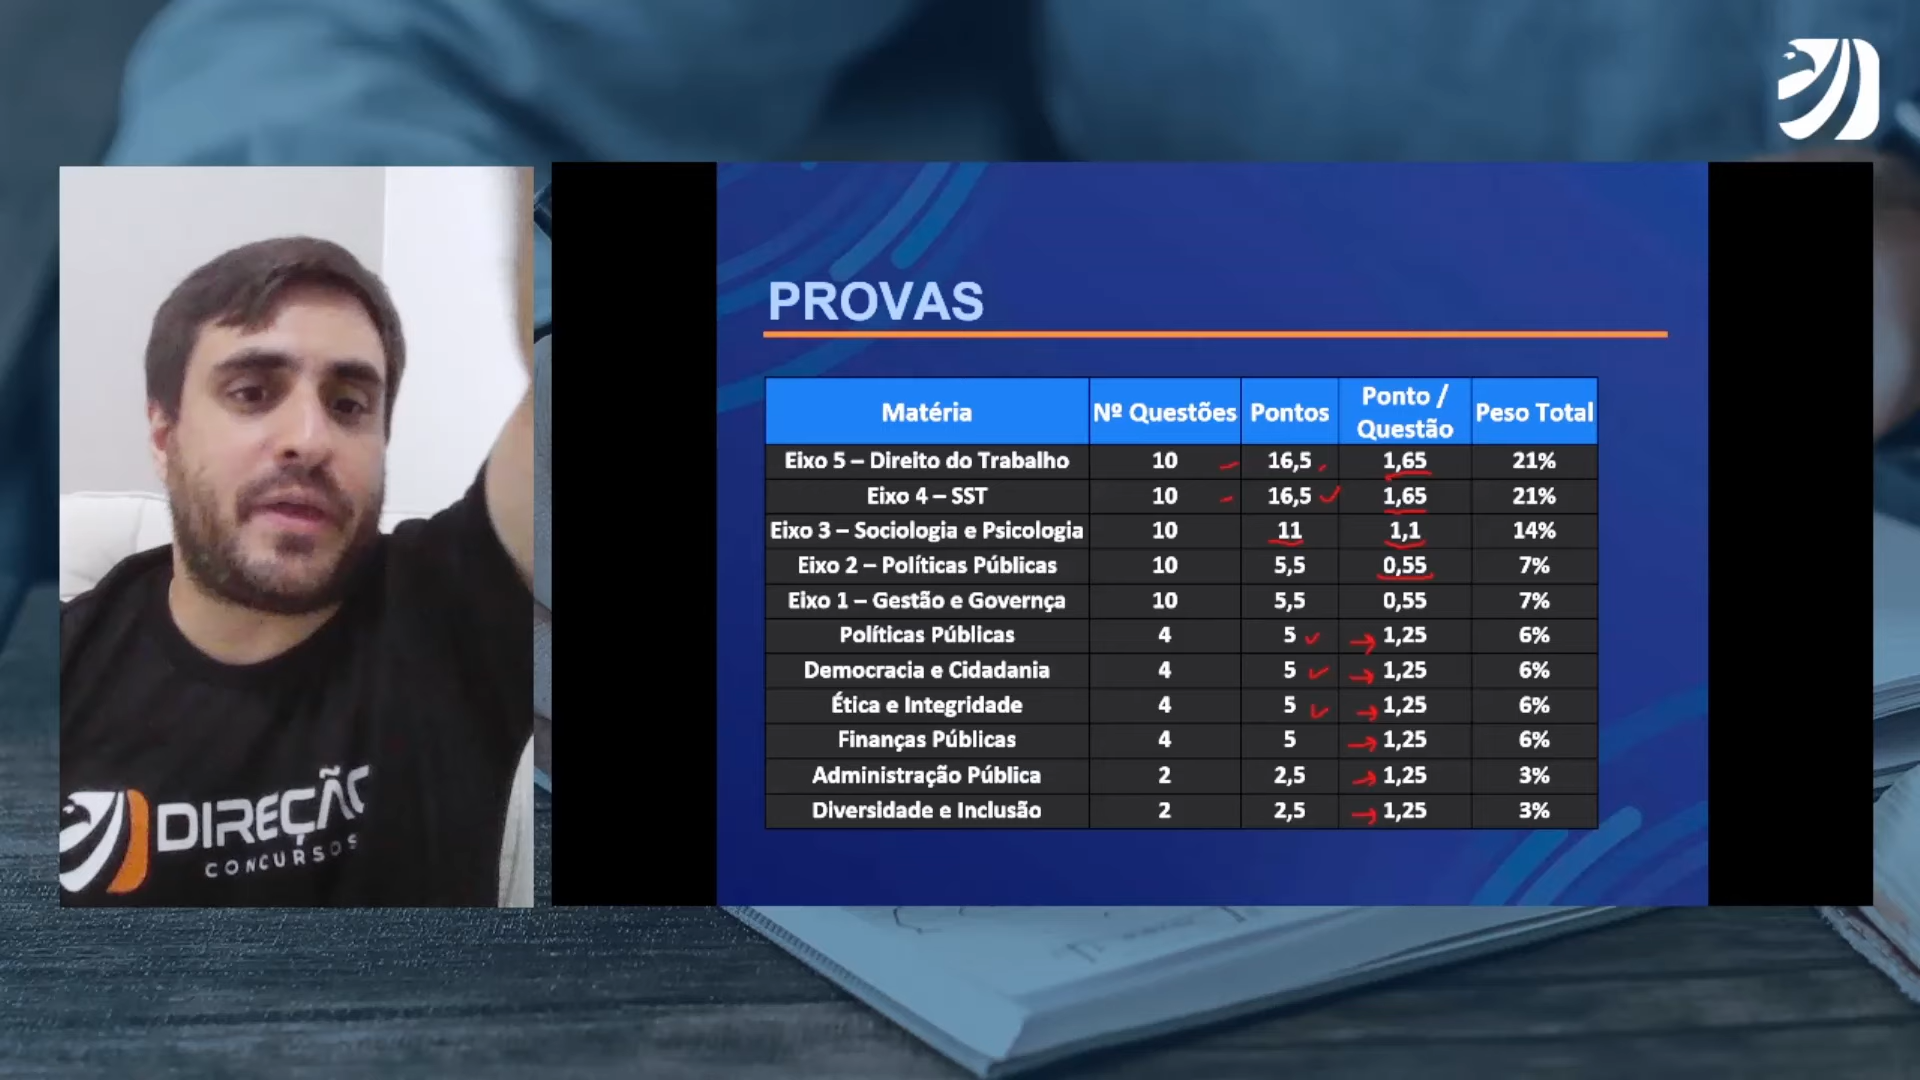 PROVAS
Matéria Nº Questões Pontos Ponto / Questão Peso Total
Eixo 5 – Direito do Trabalho 10 16,5 1,65 21%
Eixo 4 – SST 10 16,5 1,65 21%
Eixo 3 – Sociologia e Psicologia 10 11 1,1 14%
Eixo 2 – Políticas Públicas 10 5,5 0,55 7%
Eixo 1 – Gestão e Governça 10 5,5 0,55 7%
Políticas Públicas 4 5 1,25 6%
Democracia e Cidadania 4 5 1,25 6%
Ética e Integridade 4 5 1,25 6%
Finanças Públicas 4 5 1,25 6%
Administração Pública 2 2,5 1,25 3%
Diversidade e Inclusão 2 2,5 1,25 3%
DIREÇÃO
CONCURSOS